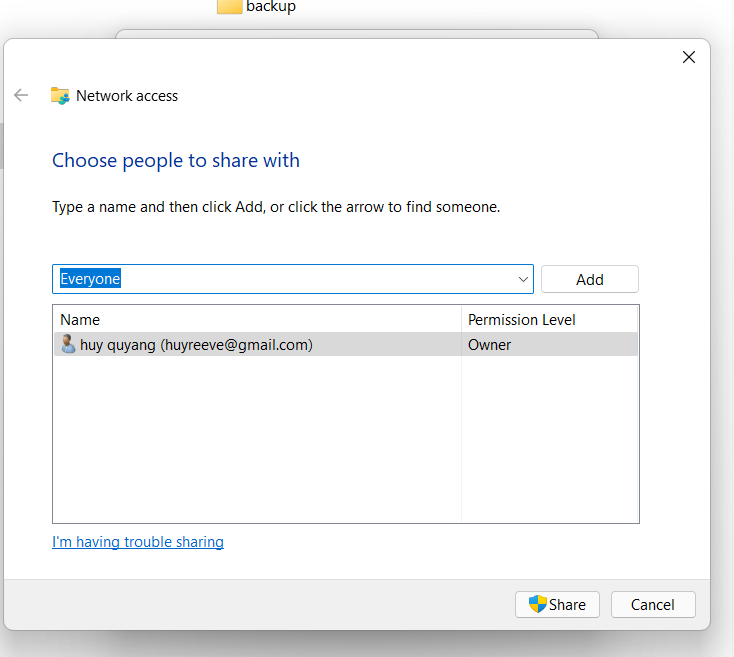 backup
Network access
Choose people to share with
Type a name and then click Add, or click the arrow to find someone.
Everyone
Add
Name Permission Level
huy quyang (huyreeve@gmail.com) Owner
I'm having trouble sharing
Share Cancel